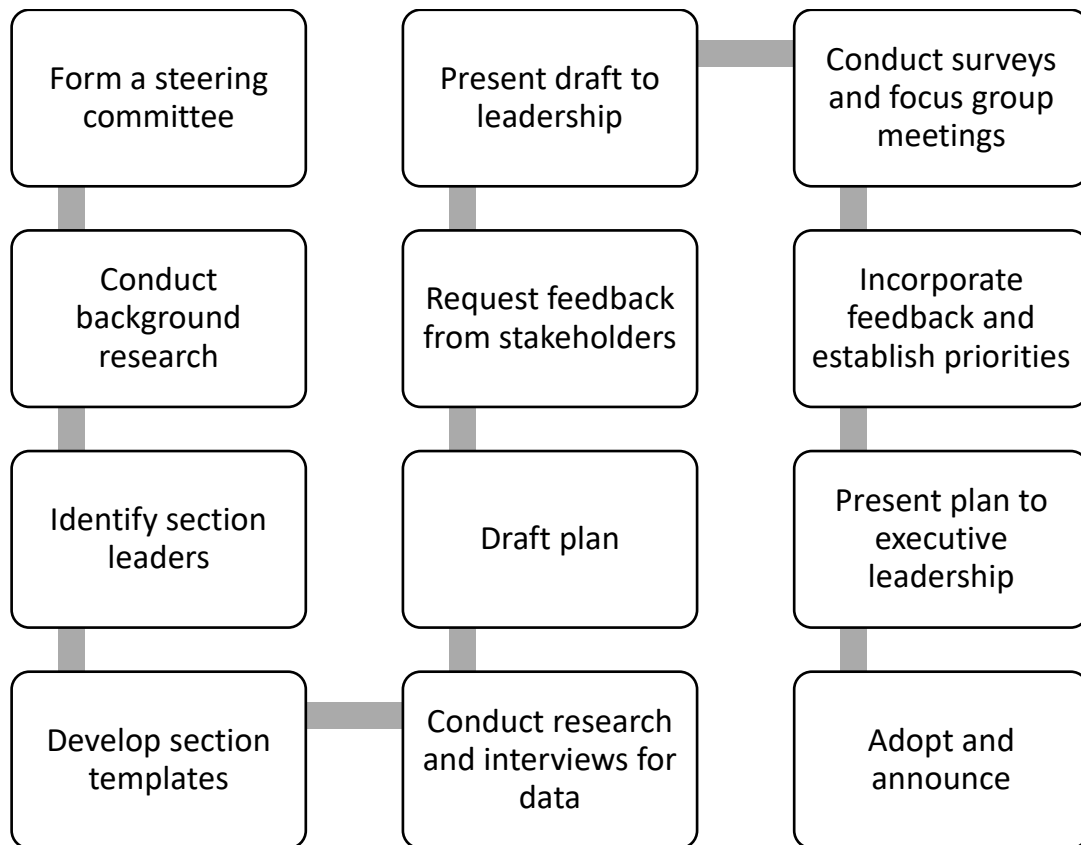 Form a steering
committee
Conduct
background
research
Identify section
leaders
Develop section
templates
Conduct research
and interviews for
data
Draft plan
Request feedback
from stakeholders
Present draft to
leadership
Conduct surveys
and focus group
meetings
Incorporate
feedback and
establish priorities
Present plan to
executive
leadership
Adopt and
announce